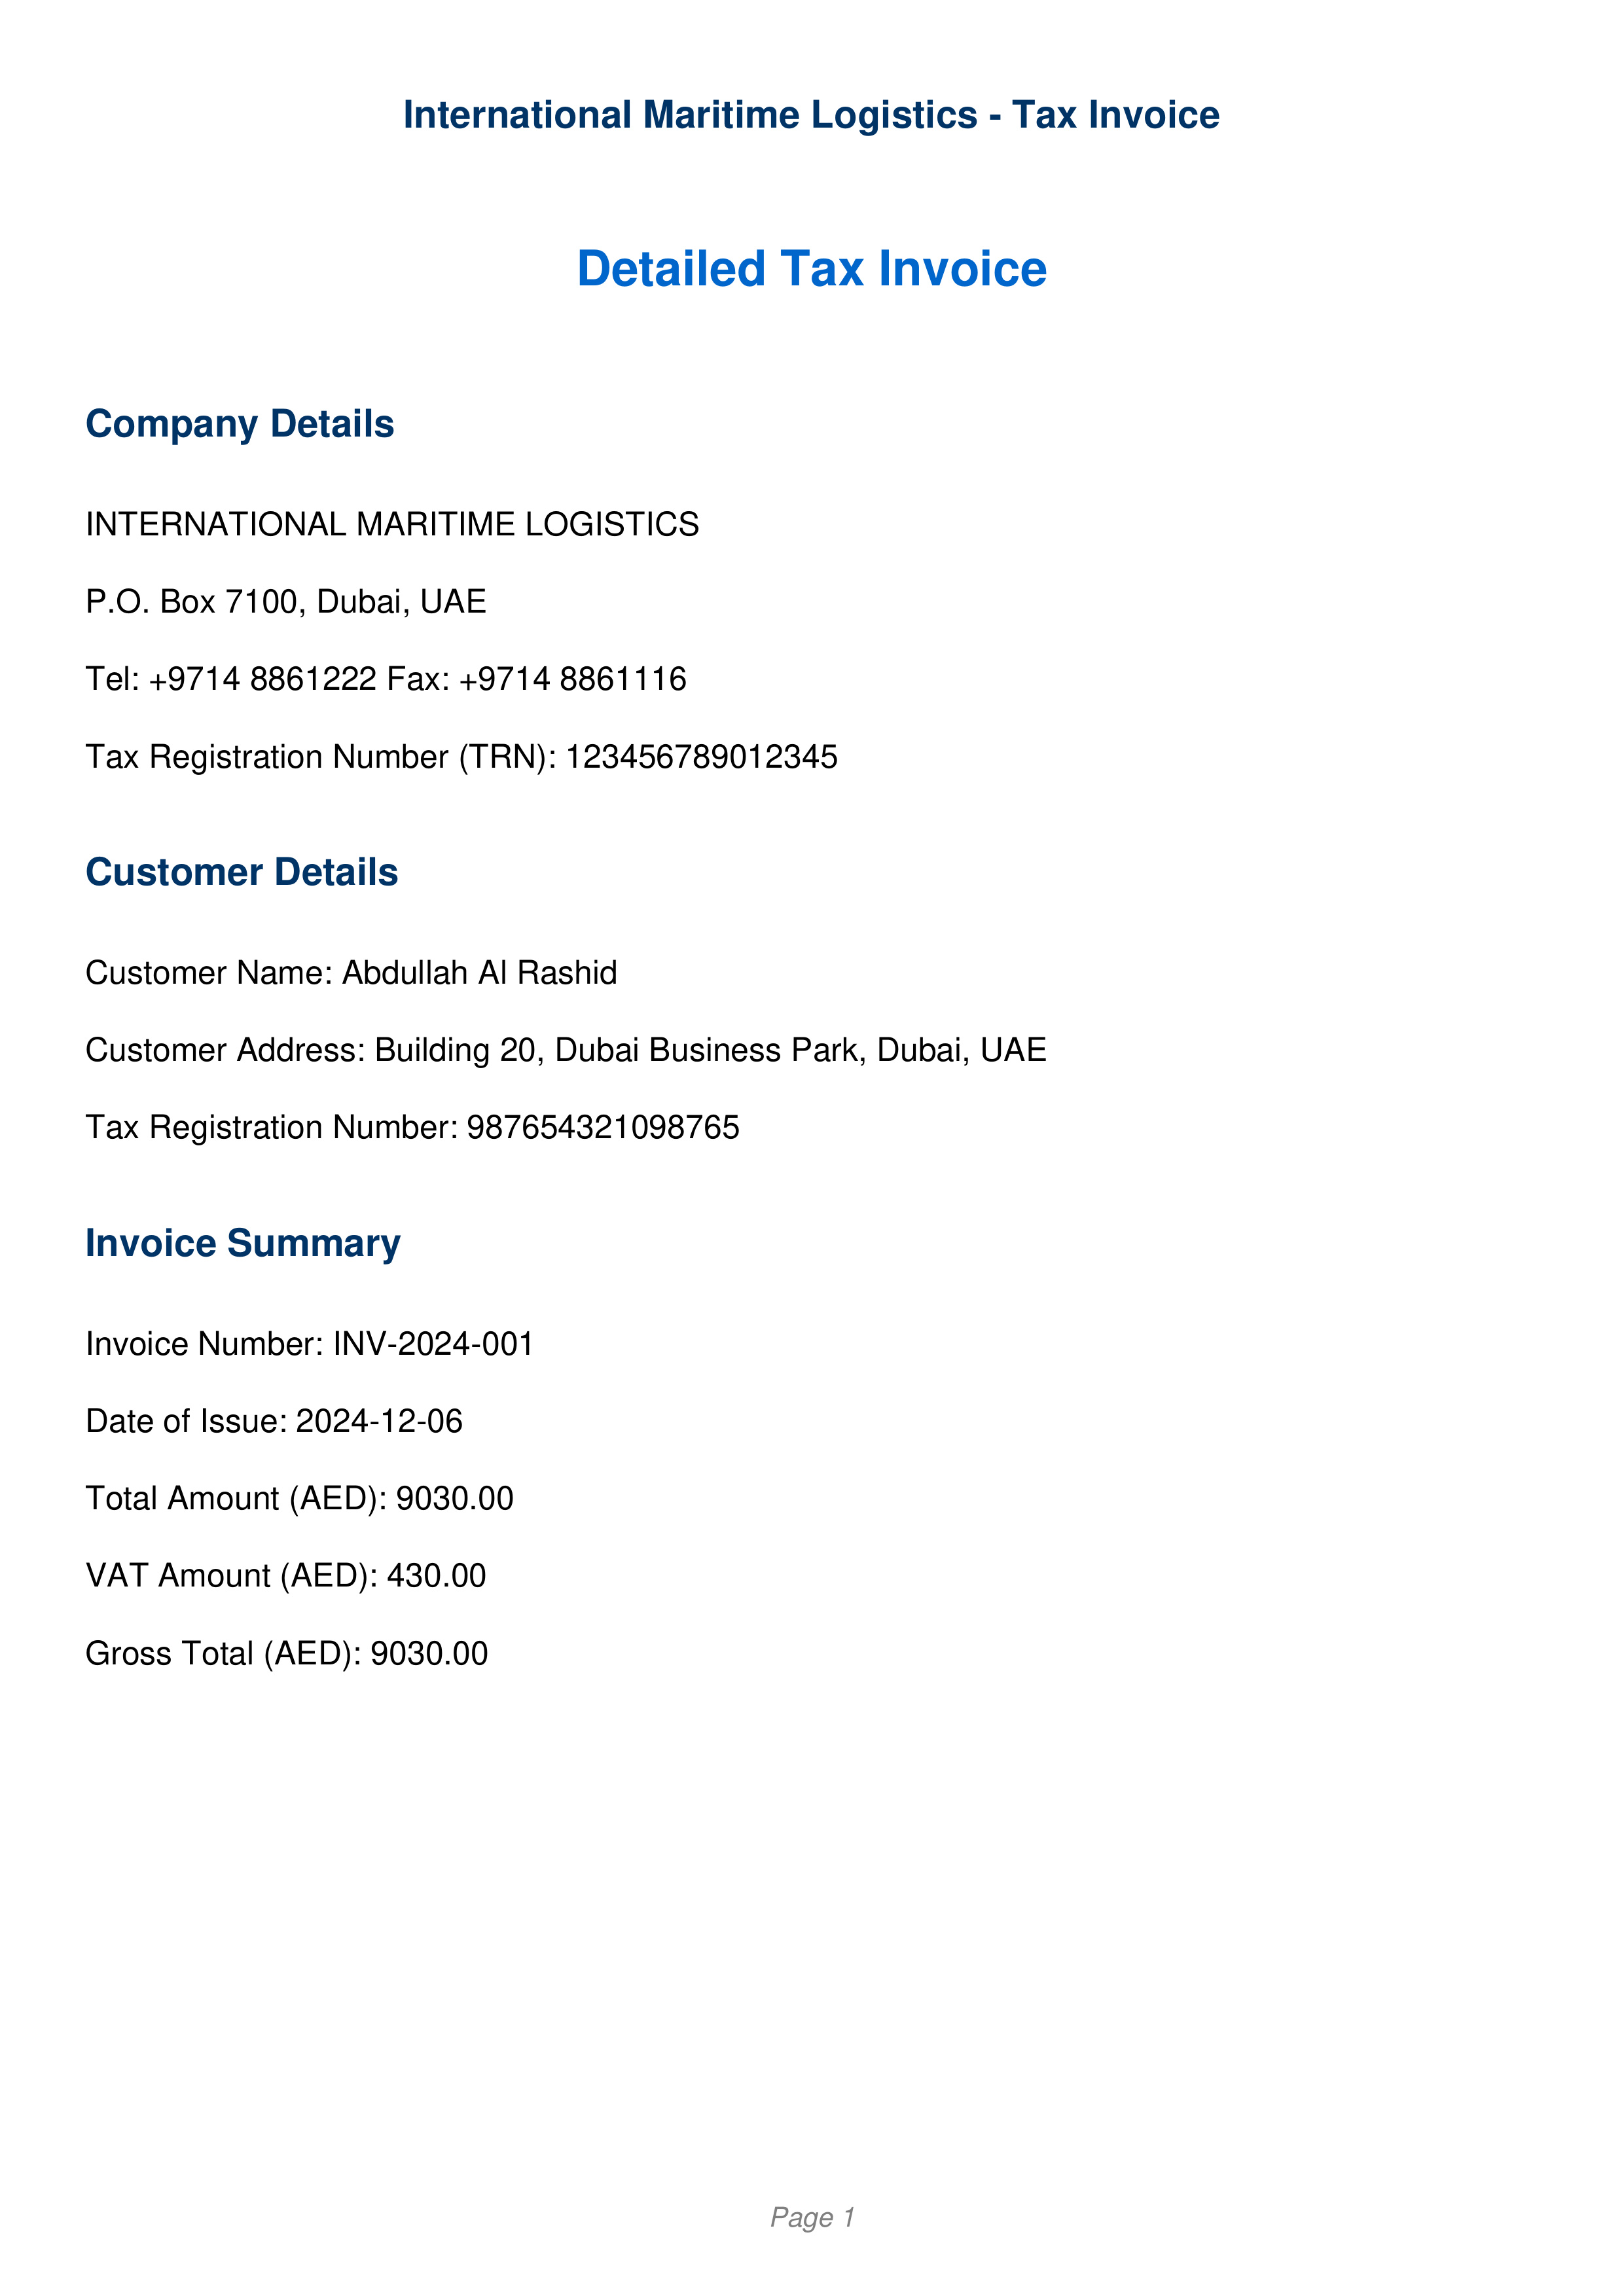 International Maritime Logistics - Tax Invoice
Detailed Tax Invoice
Company Details
INTERNATIONAL MARITIME LOGISTICS
P.O. Box 7100, Dubai, UAE
Tel: +9714 8861222 Fax: +9714 8861116
Tax Registration Number (TRN): 123456789012345
Customer Details
Customer Name: Abdullah Al Rashid
Customer Address: Building 20, Dubai Business Park, Dubai, UAE
Tax Registration Number: 987654321098765
Invoice Summary
Invoice Number: INV-2024-001
Date of Issue: 2024-12-06
Total Amount (AED): 9030.00
VAT Amount (AED): 430.00
Gross Total (AED): 9030.00
Page 1